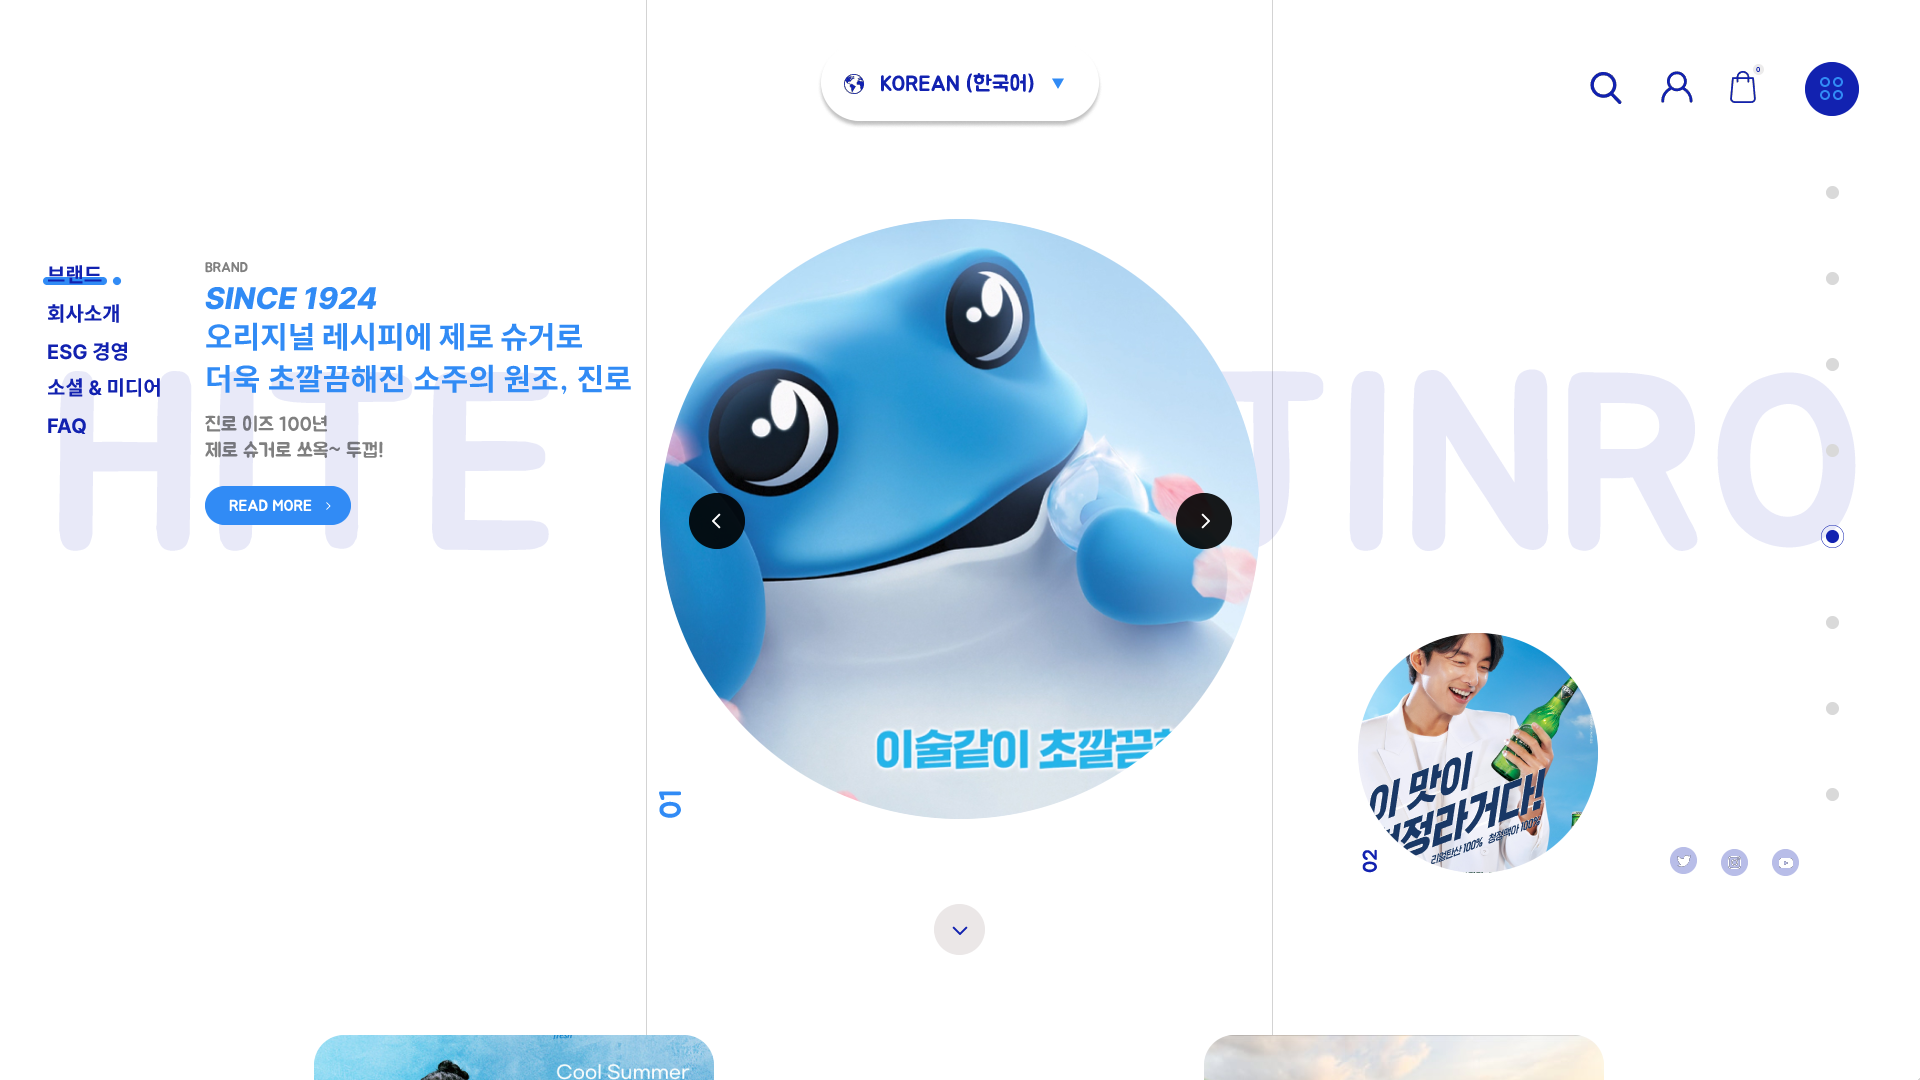 KOREAN (한국어)
0
브랜드
회사소개
ESG 경영
소셜 & 미디어
FAQ
BRAND
SINCE 1924
오리지널 레시피에 제로 슈거로
더욱 초깔끔해진 소주의 원조, 진로
진로 이즈 100년
제로 슈거로 쏘옥~ 두껍!
READ MORE
HITE JINRO
이술같이 초깔끔
01
이 맛이
청정라거다!
리얼탄산 100% 청정맥아 100%
02
Cool Summer